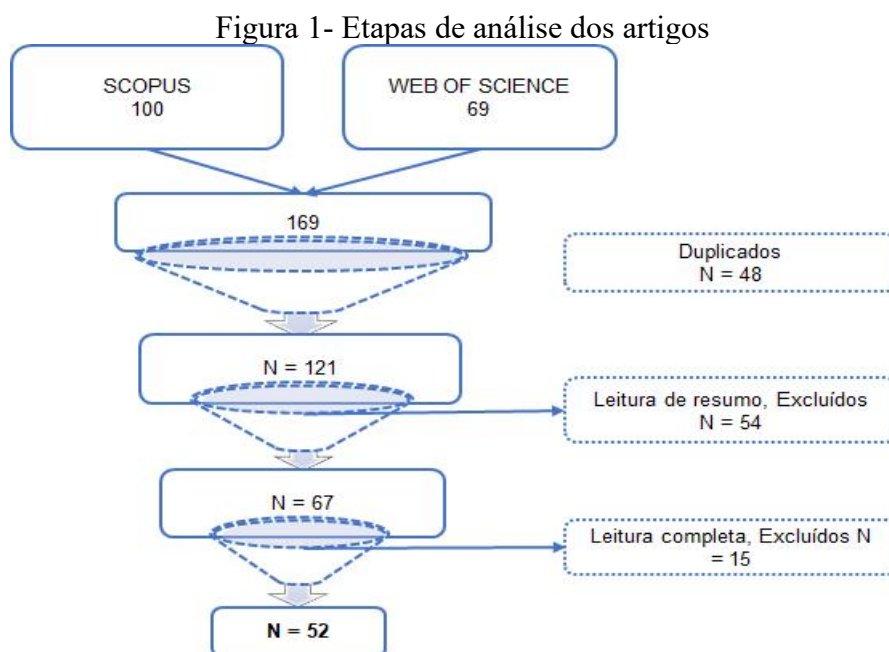 Figura 1- Etapas de análise dos artigos
SCOPUS
100
WEB OF SCIENCE
69
169
Duplicados
N = 48
N = 121
Leitura de resumo, Excluídos
N = 54
N = 67
Leitura completa, Excluídos N
= 15
N = 52